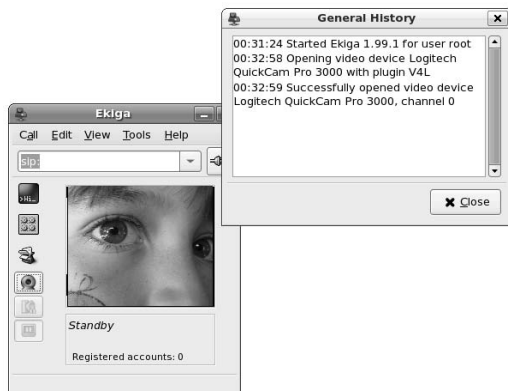 General History
00:31:24 Started Ekiga 1.99.1 for user root
00:32:58 Opening video device Logitech
QuickCam Pro 3000 with plugin V4L
00:32:59 Successfully opened video device
Logitech QuickCam Pro 3000, channel 0
Close
Ekiga
Call Edit View Tools Help
sip:
Standby
Registered accounts: 0